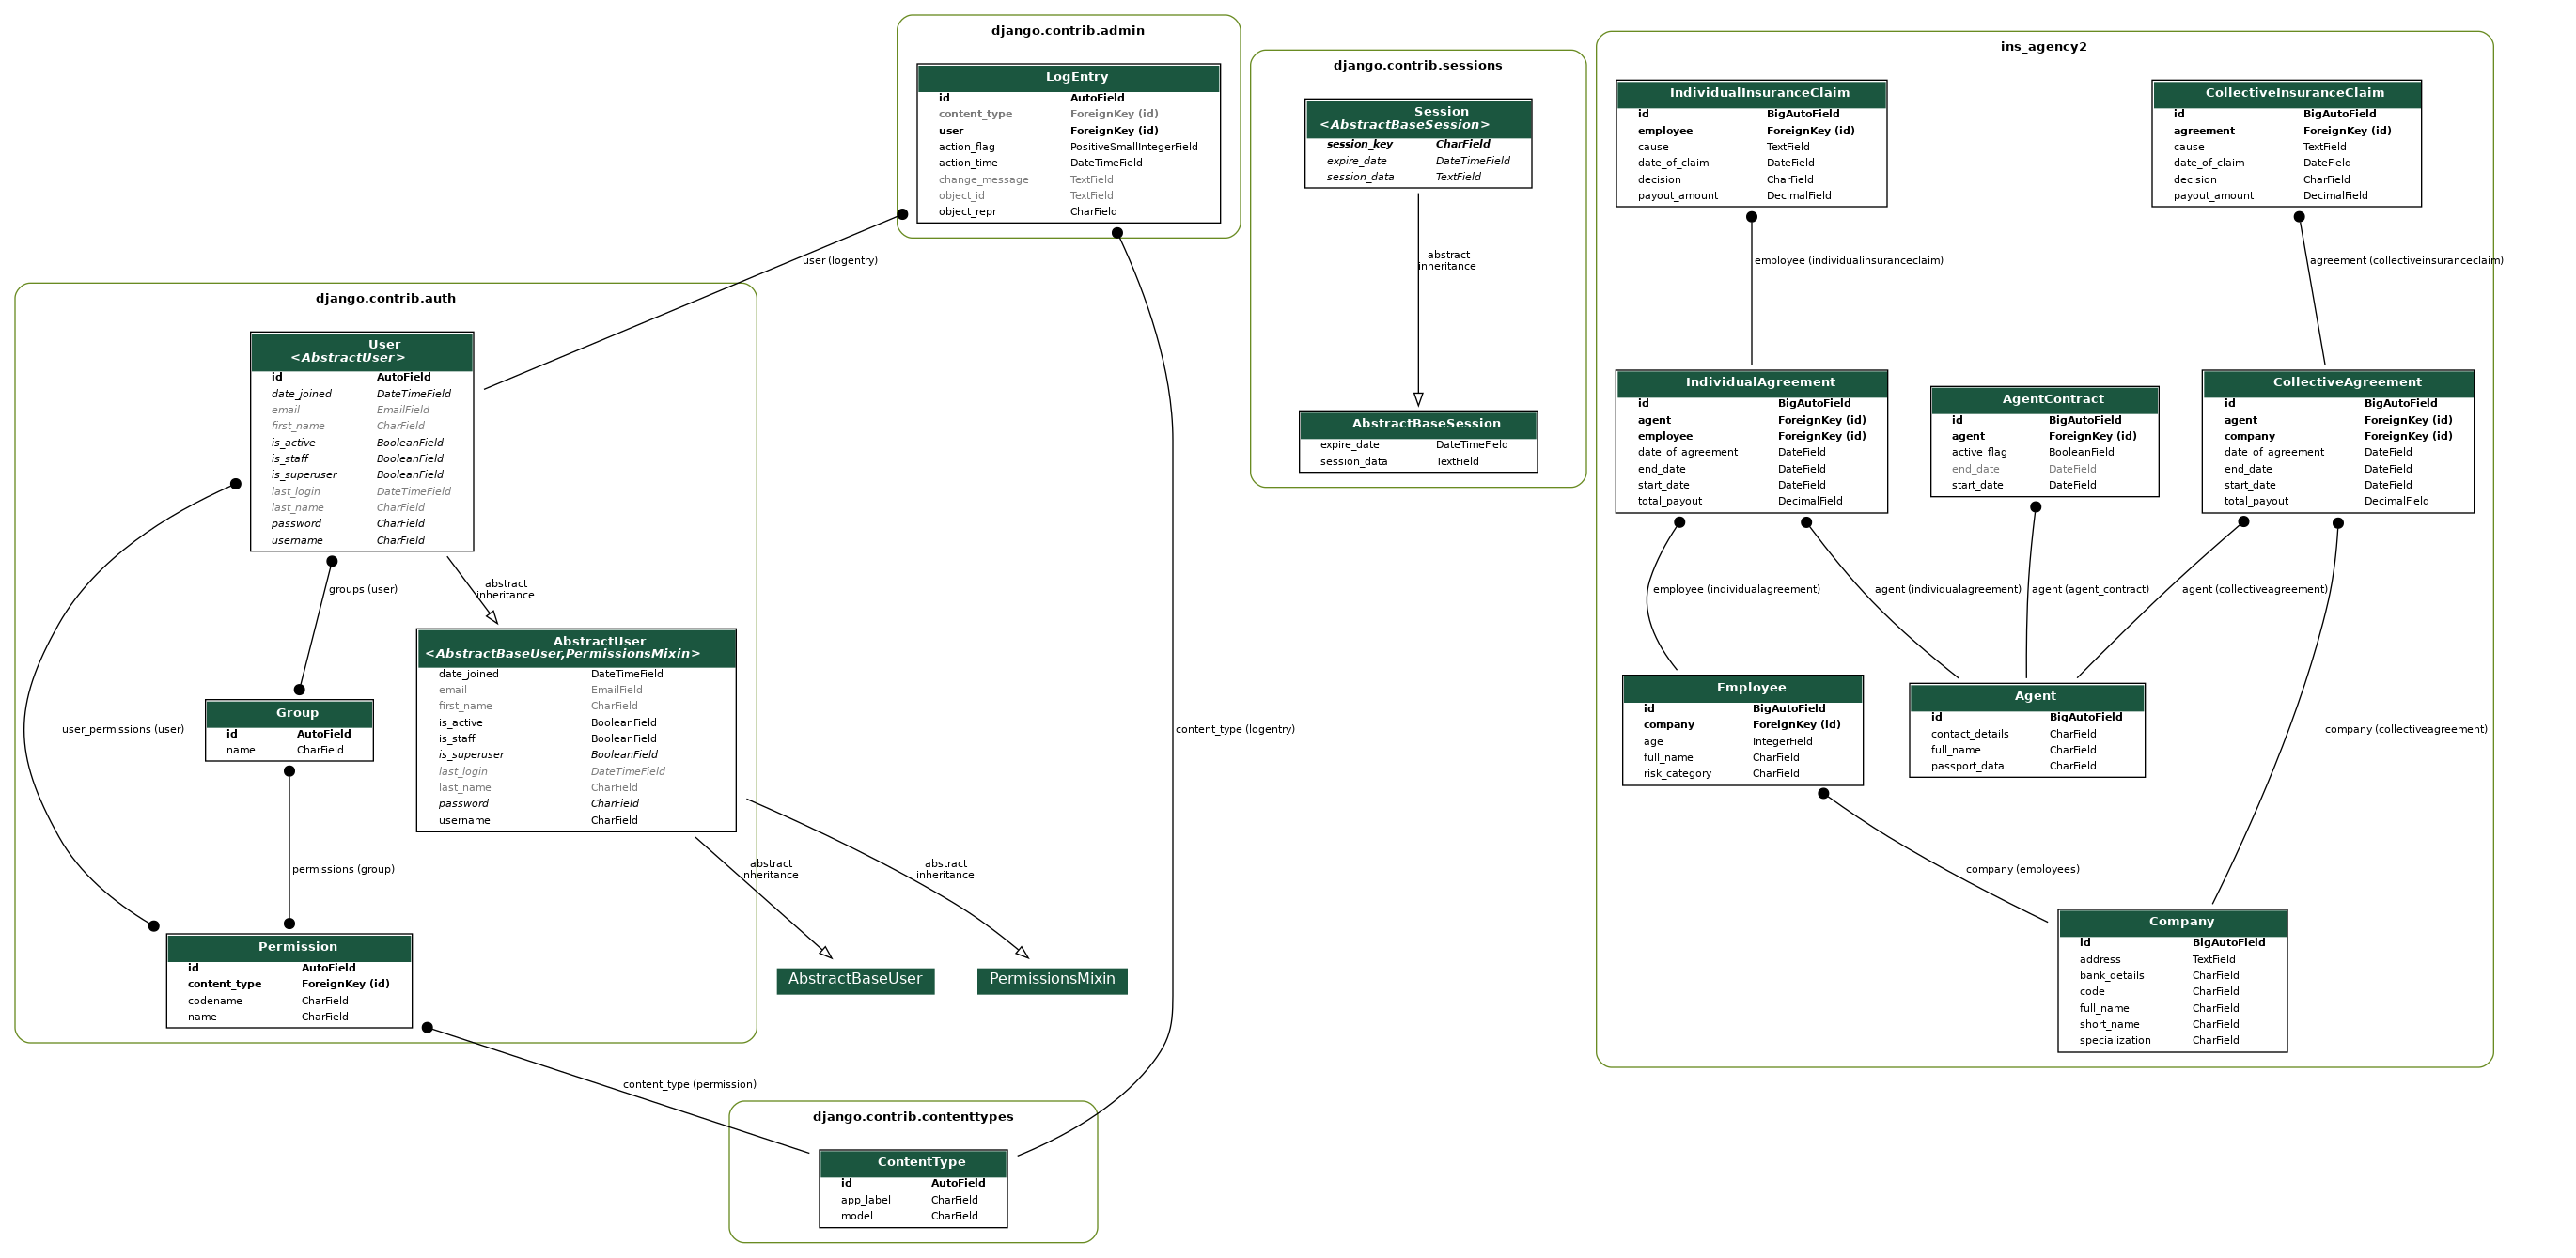 django.contrib.admin
LogEntry
id AutoField
content_type ForeignKey (id)
user ForeignKey (id)
action_flag PositiveSmallIntegerField
action_time DateTimeField
change_message TextField
object_id TextField
object_repr CharField
user (logentry)
content_type (logentry)
django.contrib.sessions
Session
<AbstractBaseSession>
session_key CharField
expire_date DateTimeField
session_data TextField
abstract
inheritance
AbstractBaseSession
expire_date DateTimeField
session_data TextField
django.contrib.auth
User
<AbstractUser>
id AutoField
date_joined DateTimeField
email EmailField
first_name CharField
is_active BooleanField
is_staff BooleanField
is_superuser BooleanField
last_login DateTimeField
last_name CharField
password CharField
username CharField
groups (user)
abstract
inheritance
user_permissions (user)
AbstractUser
<AbstractBaseUser,PermissionsMixin>
date_joined DateTimeField
email EmailField
first_name CharField
is_active BooleanField
is_staff BooleanField
is_superuser BooleanField
last_login DateTimeField
last_name CharField
password CharField
username CharField
Group
id AutoField
name CharField
permissions (group)
abstract
inheritance
abstract
inheritance
AbstractBaseUser
PermissionsMixin
Permission
id AutoField
content_type ForeignKey (id)
codename CharField
name CharField
content_type (permission)
django.contrib.contenttypes
ContentType
id AutoField
app_label CharField
model CharField
ins_agency2
IndividualInsuranceClaim
id BigAutoField
employee ForeignKey (id)
cause TextField
date_of_claim DateField
decision CharField
payout_amount DecimalField
employee (individualinsuranceclaim)
CollectiveInsuranceClaim
id BigAutoField
agreement ForeignKey (id)
cause TextField
date_of_claim DateField
decision CharField
payout_amount DecimalField
agreement (collectiveinsuranceclaim)
IndividualAgreement
id BigAutoField
agent ForeignKey (id)
employee ForeignKey (id)
date_of_agreement DateField
end_date DateField
start_date DateField
total_payout DecimalField
AgentContract
id BigAutoField
agent ForeignKey (id)
active_flag BooleanField
end_date DateField
start_date DateField
CollectiveAgreement
id BigAutoField
agent ForeignKey (id)
company ForeignKey (id)
date_of_agreement DateField
end_date DateField
start_date DateField
total_payout DecimalField
employee (individualagreement)
agent (individualagreement)
agent (agent_contract)
agent (collectiveagreement)
Employee
id BigAutoField
company ForeignKey (id)
age IntegerField
full_name CharField
risk_category CharField
Agent
id BigAutoField
contact_details CharField
full_name CharField
passport_data CharField
company (collectiveagreement)
company (employees)
Company
id BigAutoField
address TextField
bank_details CharField
code CharField
full_name CharField
short_name CharField
specialization CharField